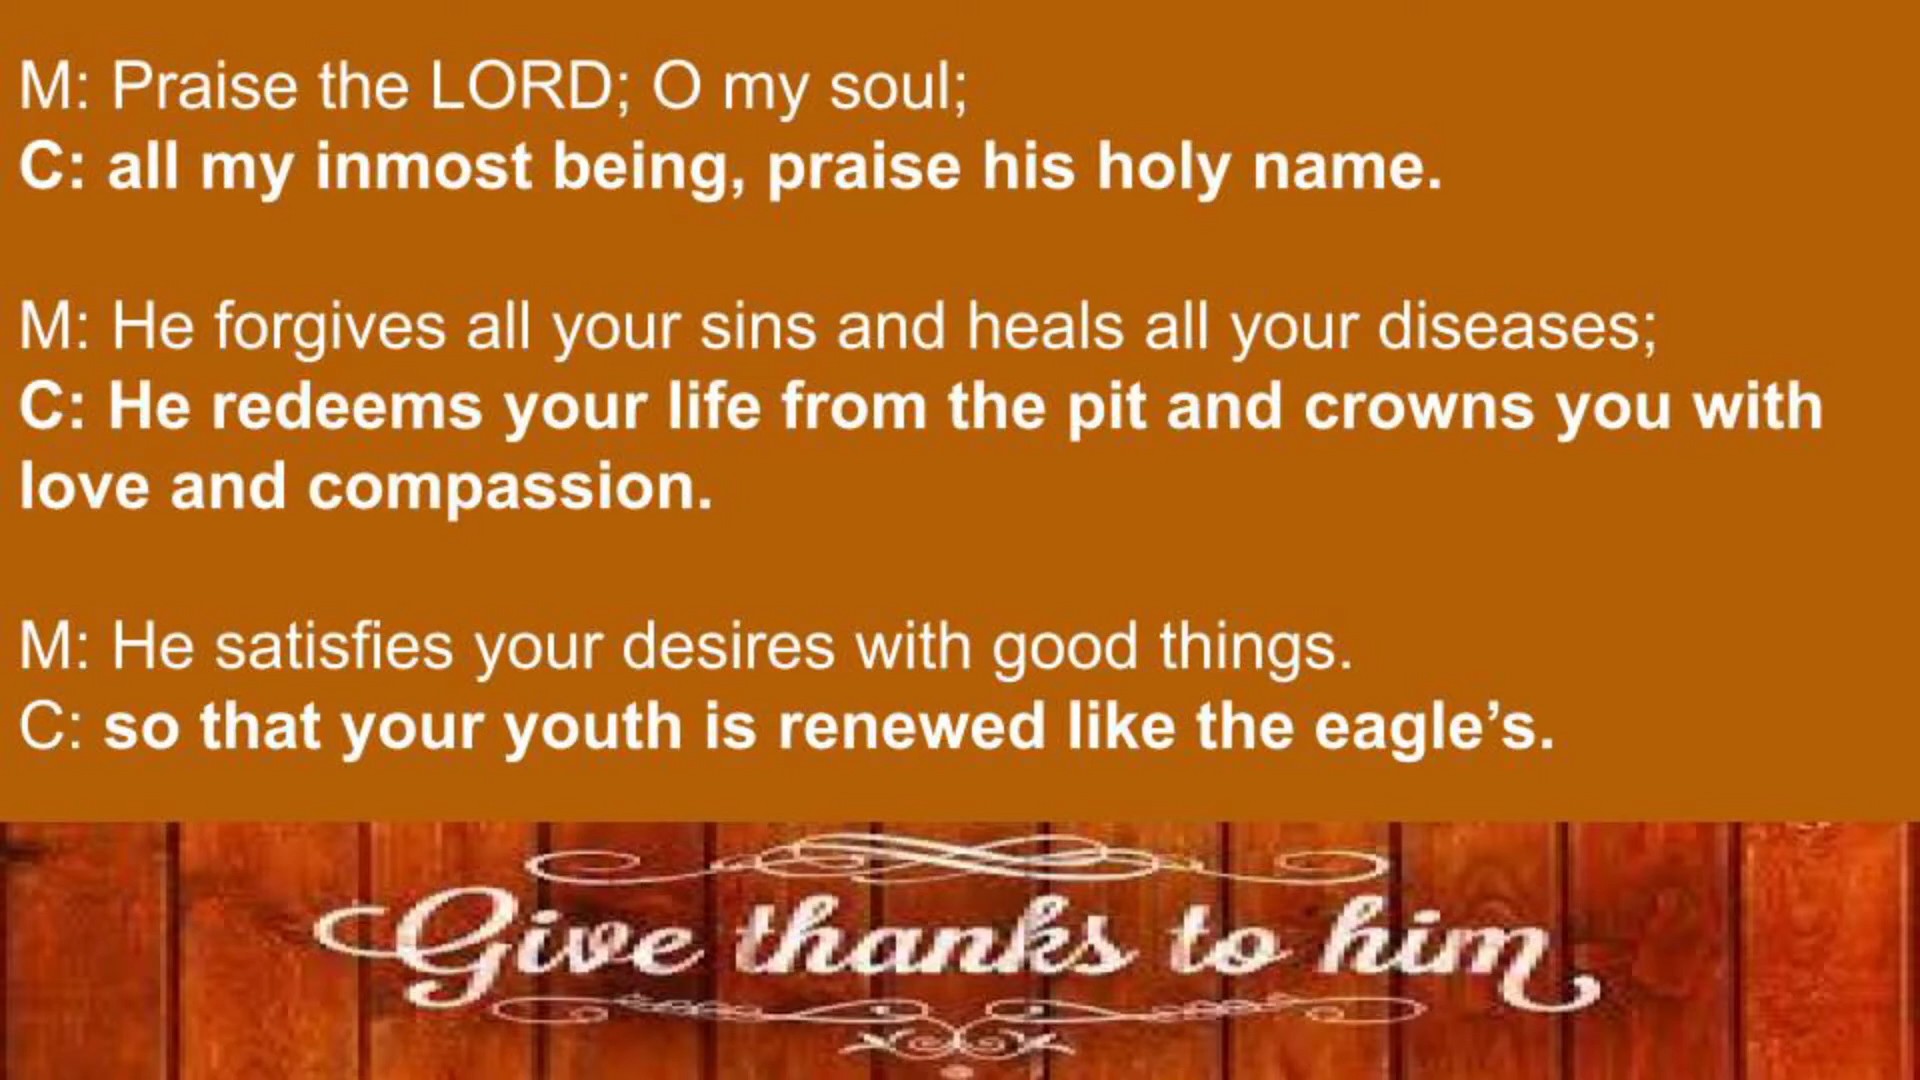 M: Praise the LORD; O my soul;
C: all my inmost being, praise his holy name.
M: He forgives all your sins and heals all your diseases;
C: He redeems your life from the pit and crowns you with
love and compassion.
M: He satisfies your desires with good things.
C: so that your youth is renewed like the eagle’s.
Give thanks to him